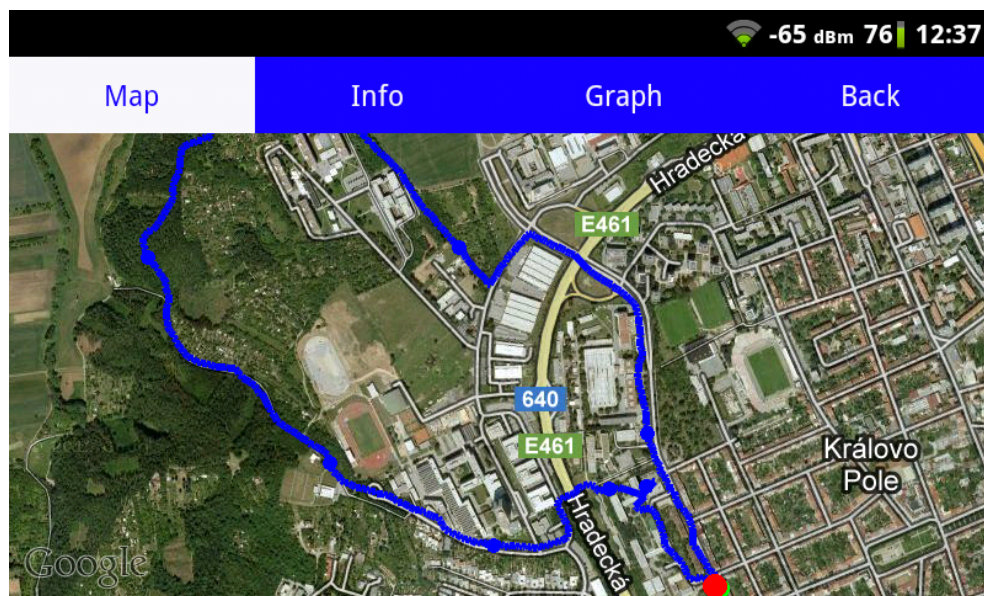 -65 dBm 76 12:37
Map Info Graph Back
Hradecká
E461
640
E461
Královo
Pole
Hradecká
Google